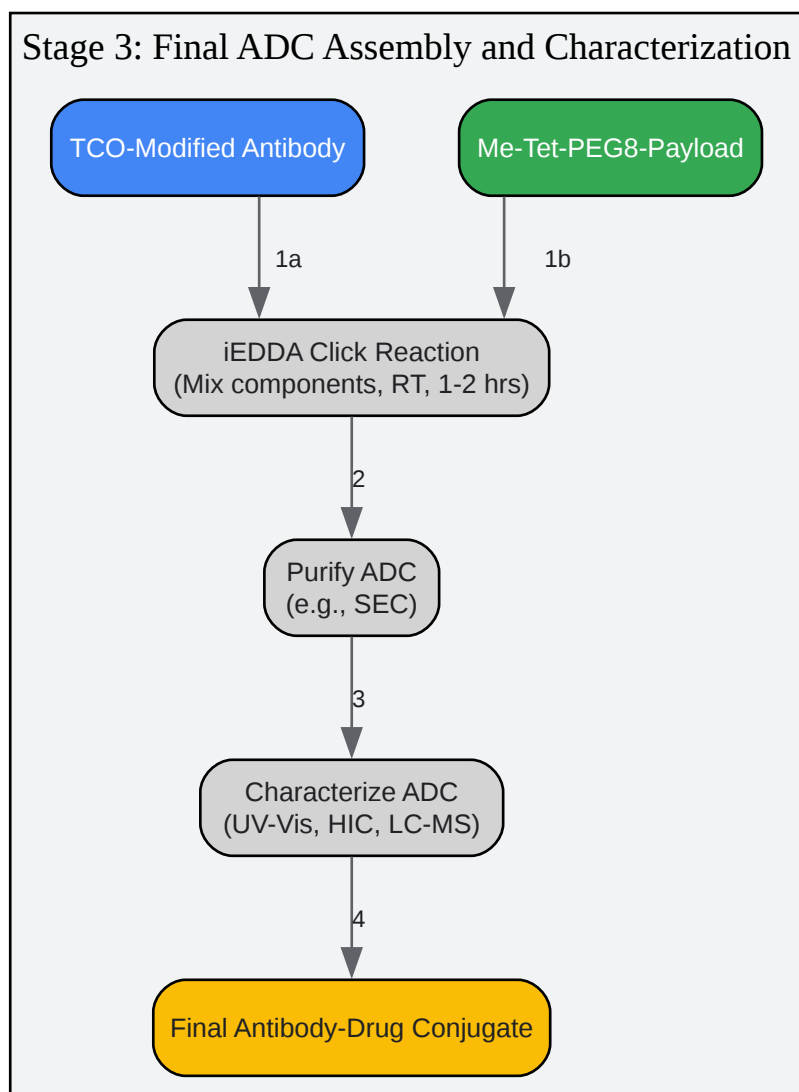 Stage 3: Final ADC Assembly and Characterization
TCO-Modified Antibody
Me-Tet-PEG8-Payload
1a
1b
iEDDA Click Reaction
(Mix components, RT, 1-2 hrs)
2
Purify ADC
(e.g., SEC)
3
Characterize ADC
(UV-Vis, HIC, LC-MS)
4
Final Antibody-Drug Conjugate